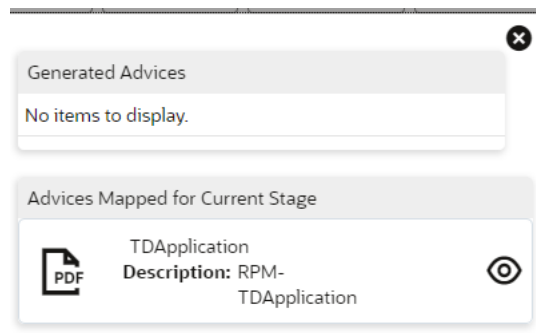 Generated Advices
No items to display.
Advices Mapped for Current Stage
TDApplication
PDF
Description: RPM-
TDApplication